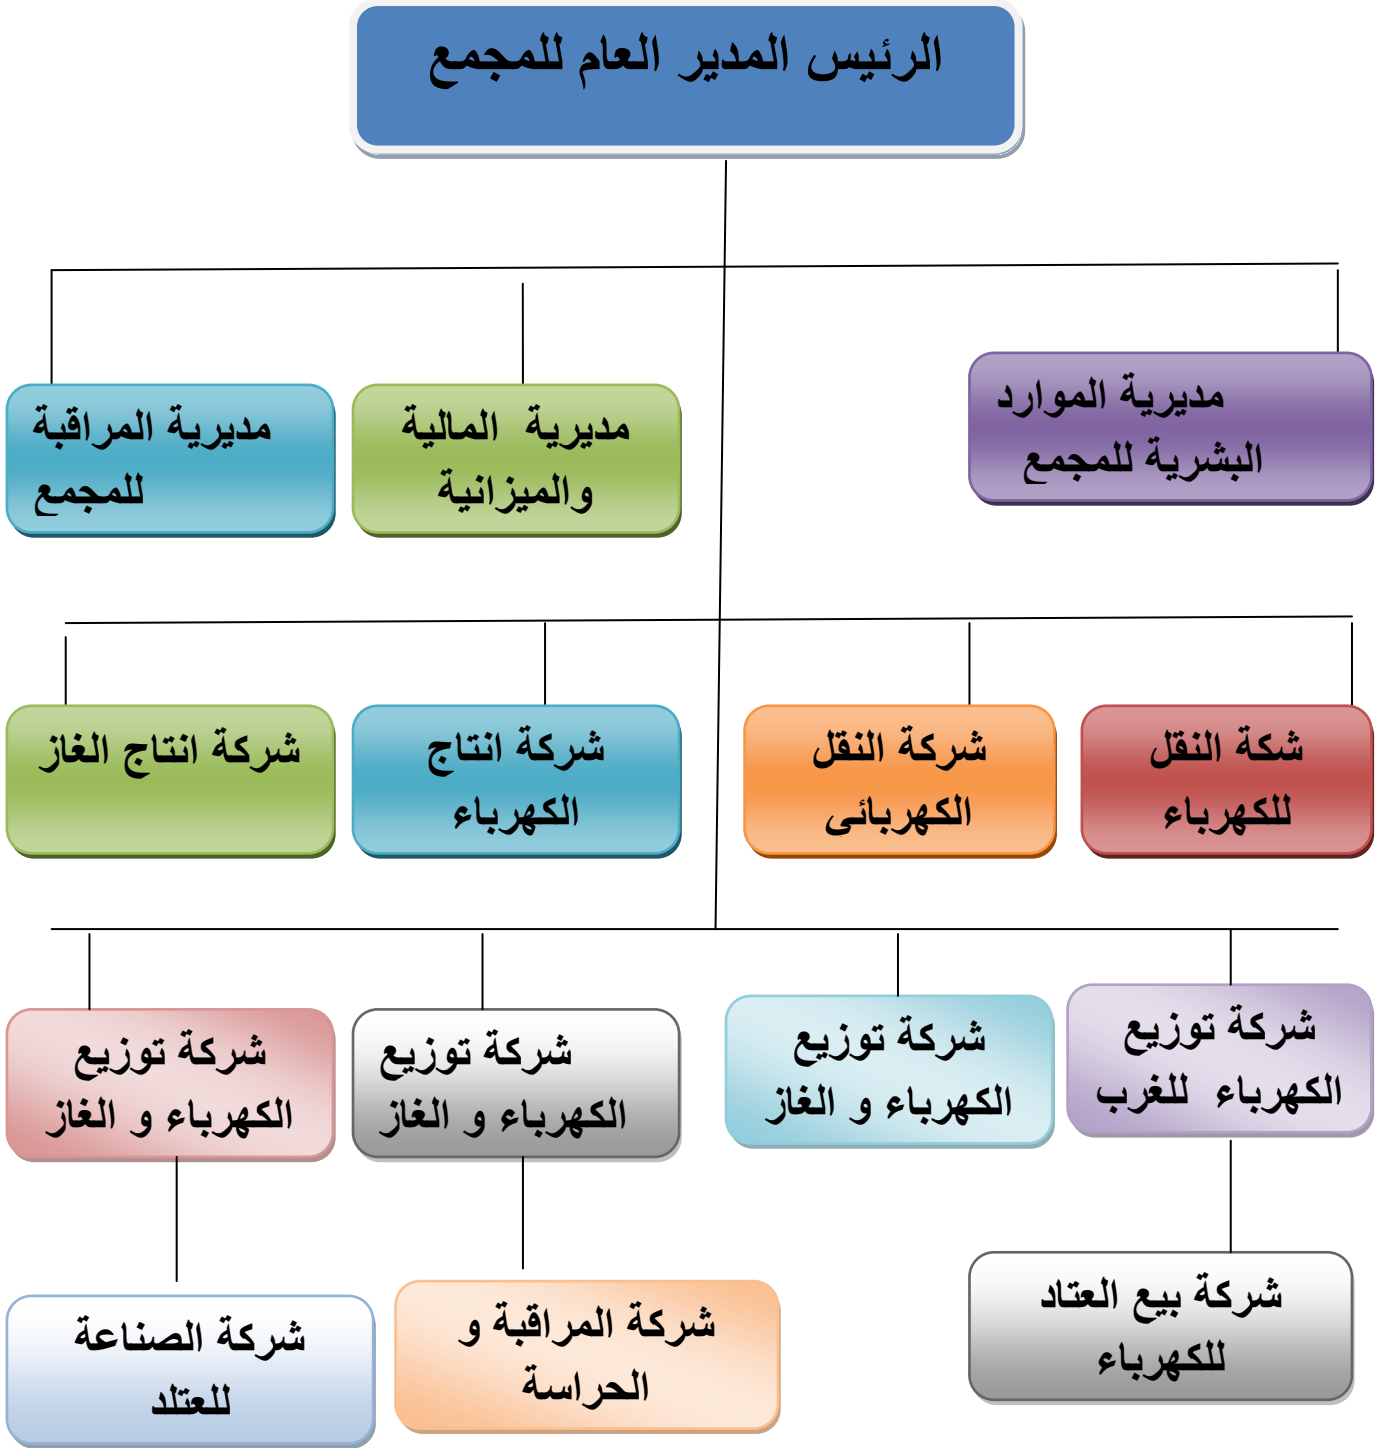 الرئيس المدير العام للمجمع
مديرية الموارد
البشرية للمجمع
مديرية المالية
والميزانية
مديرية المراقبة
للمجمع
شكة النقل
للكهرباء
شركة النقل
الكهربائي
شركة انتاج
الكهرباء
شركة انتاج الغاز
شركة توزيع
الكهرباء للغرب
شركة توزيع
الكهرباء و الغاز
شركة توزيع
الكهرباء و الغاز
شركة توزيع
الكهرباء و الغاز
شركة بيع العتاد
للكهرباء
شركة المراقبة و
الحراسة
شركة الصناعة
للعتلد